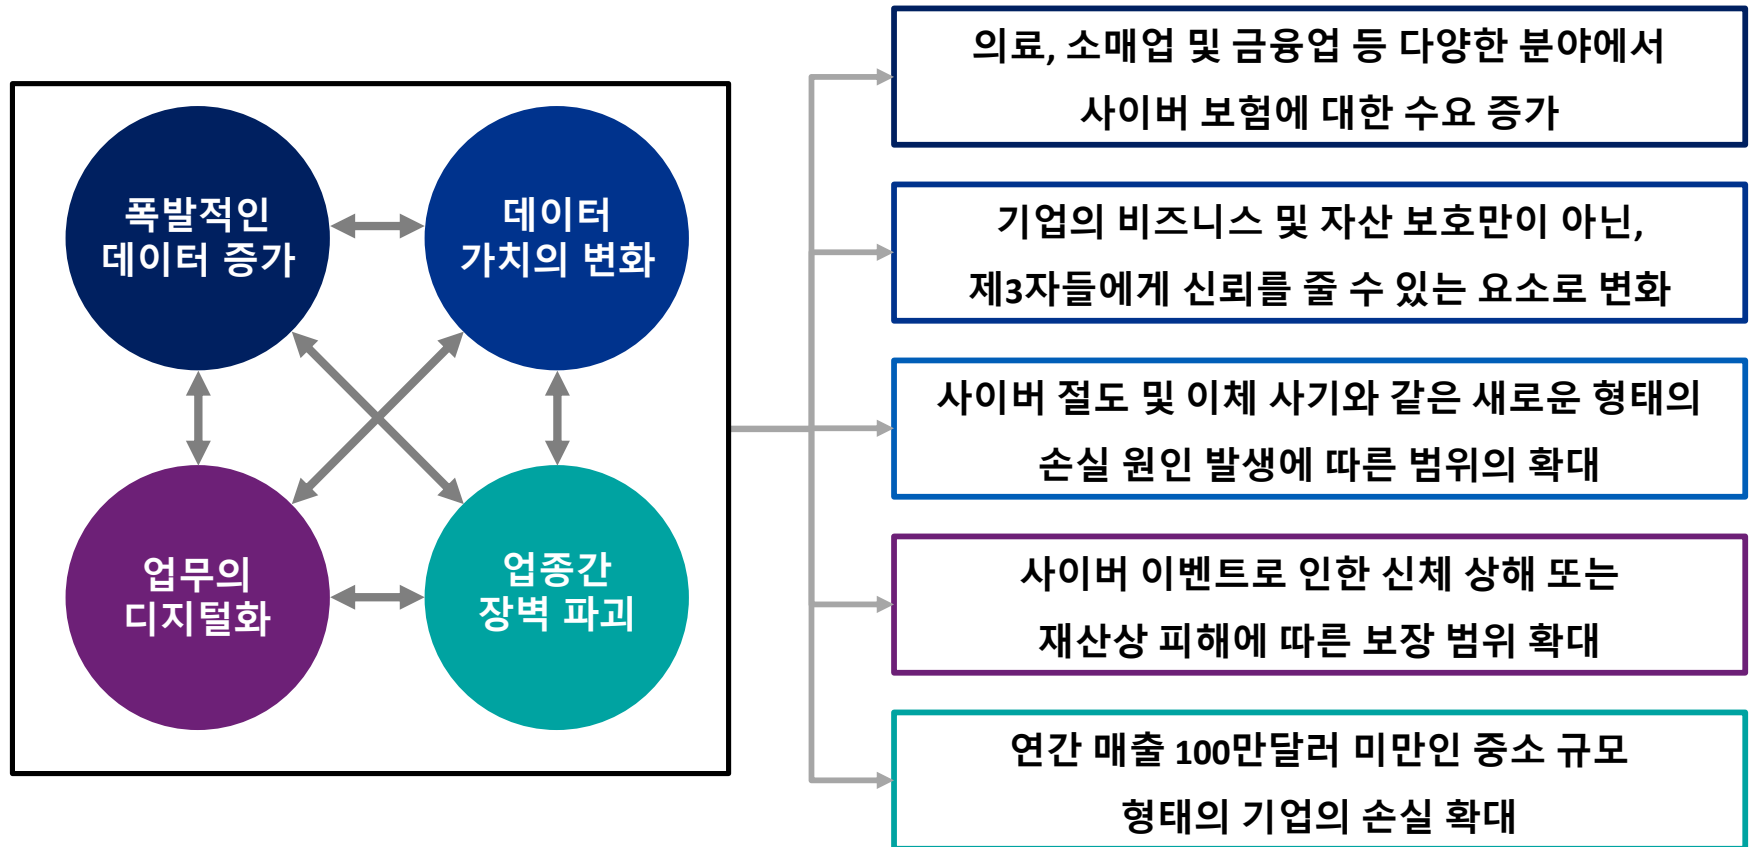 폭발적인
데이터 증가
데이터
가치의 변화
업무의
디지털화
업종간
장벽 파괴
의료, 소매업 및 금융업 등 다양한 분야에서
사이버 보험에 대한 수요 증가
기업의 비즈니스 및 자산 보호만이 아닌,
제3자들에게 신뢰를 줄 수 있는 요소로 변화
사이버 절도 및 이체 사기와 같은 새로운 형태의
손실 원인 발생에 따른 범위의 확대
사이버 이벤트로 인한 신체 상해 또는
재산상 피해에 따른 보장 범위 확대
연간 매출 100만달러 미만인 중소 규모
형태의 기업의 손실 확대